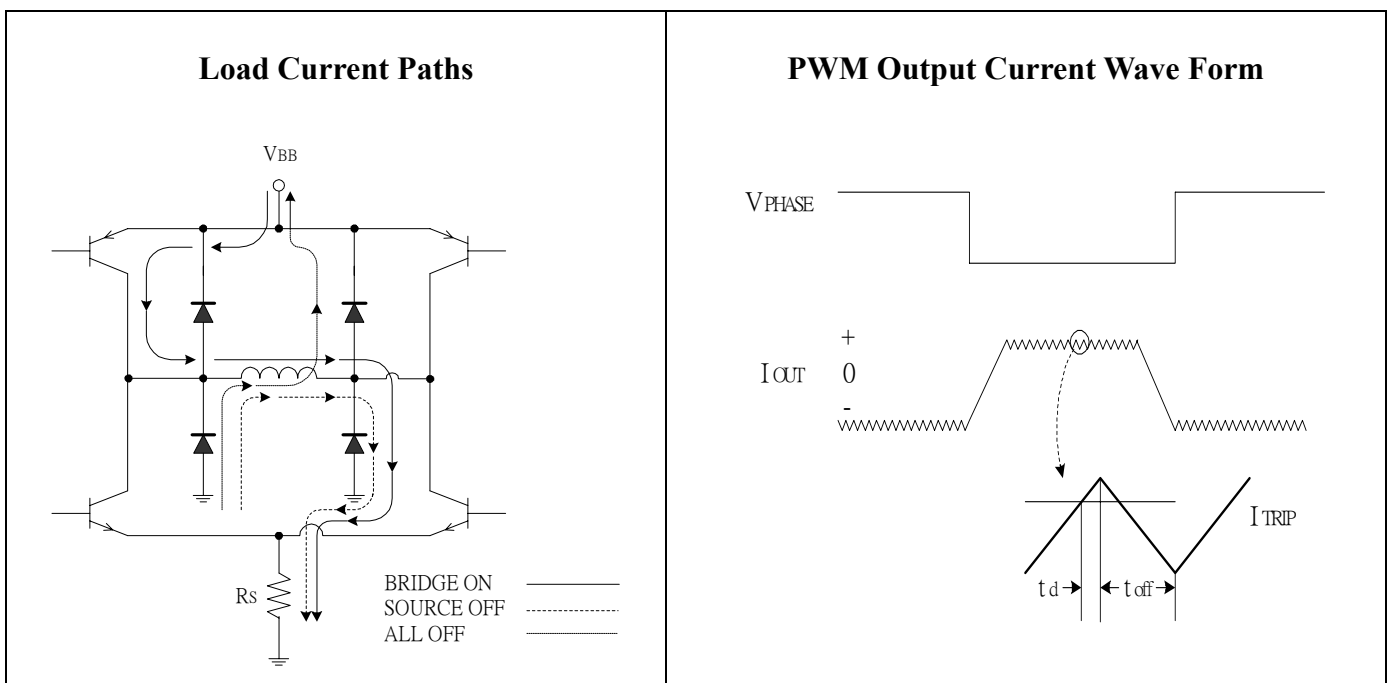 Load Current Paths
VBB
Rs
BRIDGE ON
SOURCE OFF
ALL OFF
PWM Output Current Wave Form
VPHASE
IOUT
+
0
-
ITRIP
td
toff